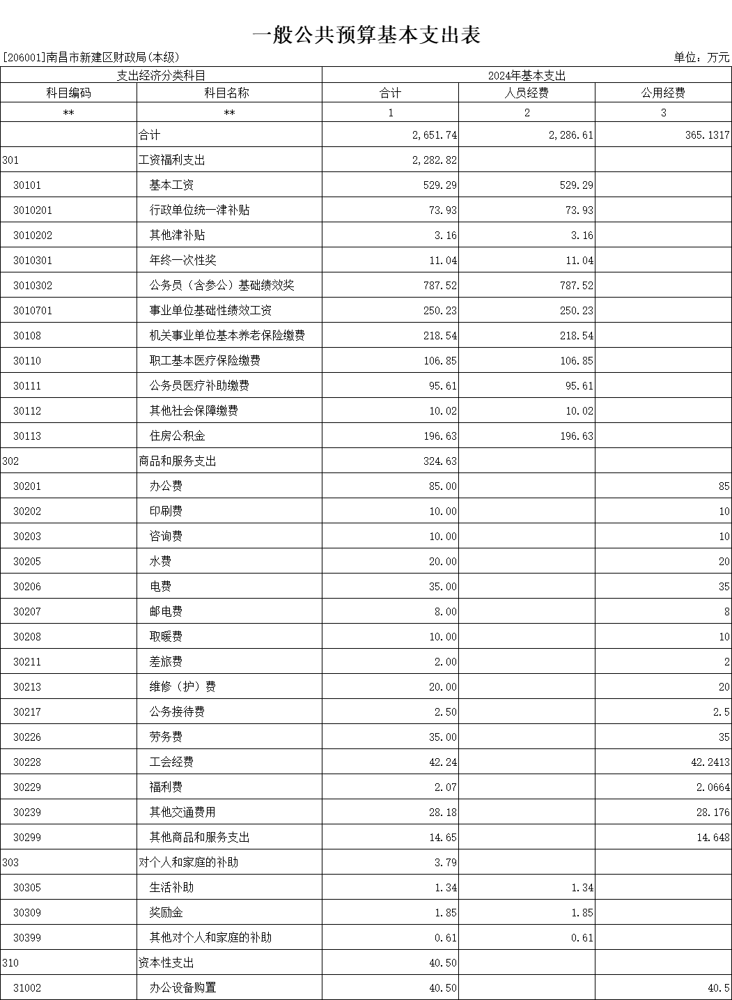 一般公共预算基本支出表
[206001]南昌市新建区财政局(本级) 单位：万元
支出经济分类科目 2024年基本支出
科目编码 科目名称 合计 人员经费 公用经费
** ** 1 2 3
合计 2,651.74 2,286.61 365.1317
301 工资福利支出 2,282.82
30101 基本工资 529.29 529.29
3010201 行政单位统一津补贴 73.93 73.93
3010202 其他津补贴 3.16 3.16
3010301 年终一次性奖 11.04 11.04
3010302 公务员（含参公）基础绩效奖 787.52 787.52
3010701 事业单位基础性绩效工资 250.23 250.23
30108 机关事业单位基本养老保险缴费 218.54 218.54
30110 职工基本医疗保险缴费 106.85 106.85
30111 公务员医疗补助缴费 95.61 95.61
30112 其他社会保障缴费 10.02 10.02
30113 住房公积金 196.63 196.63
302 商品和服务支出 324.63
30201 办公费 85.00 85
30202 印刷费 10.00 10
30203 咨询费 10.00 10
30205 水费 20.00 20
30206 电费 35.00 35
30207 邮电费 8.00 8
30208 取暖费 10.00 10
30211 差旅费 2.00 2
30213 维修（护）费 20.00 20
30217 公务接待费 2.50 2.5
30226 劳务费 35.00 35
30228 工会经费 42.24 42.2413
30229 福利费 2.07 2.0664
30239 其他交通费用 28.18 28.176
30299 其他商品和服务支出 14.65 14.648
303 对个人和家庭的补助 3.79
30305 生活补助 1.34 1.34
30309 奖励金 1.85 1.85
30399 其他对个人和家庭的补助 0.61 0.61
310 资本性支出 40.50
31002 办公设备购置 40.50 40.5